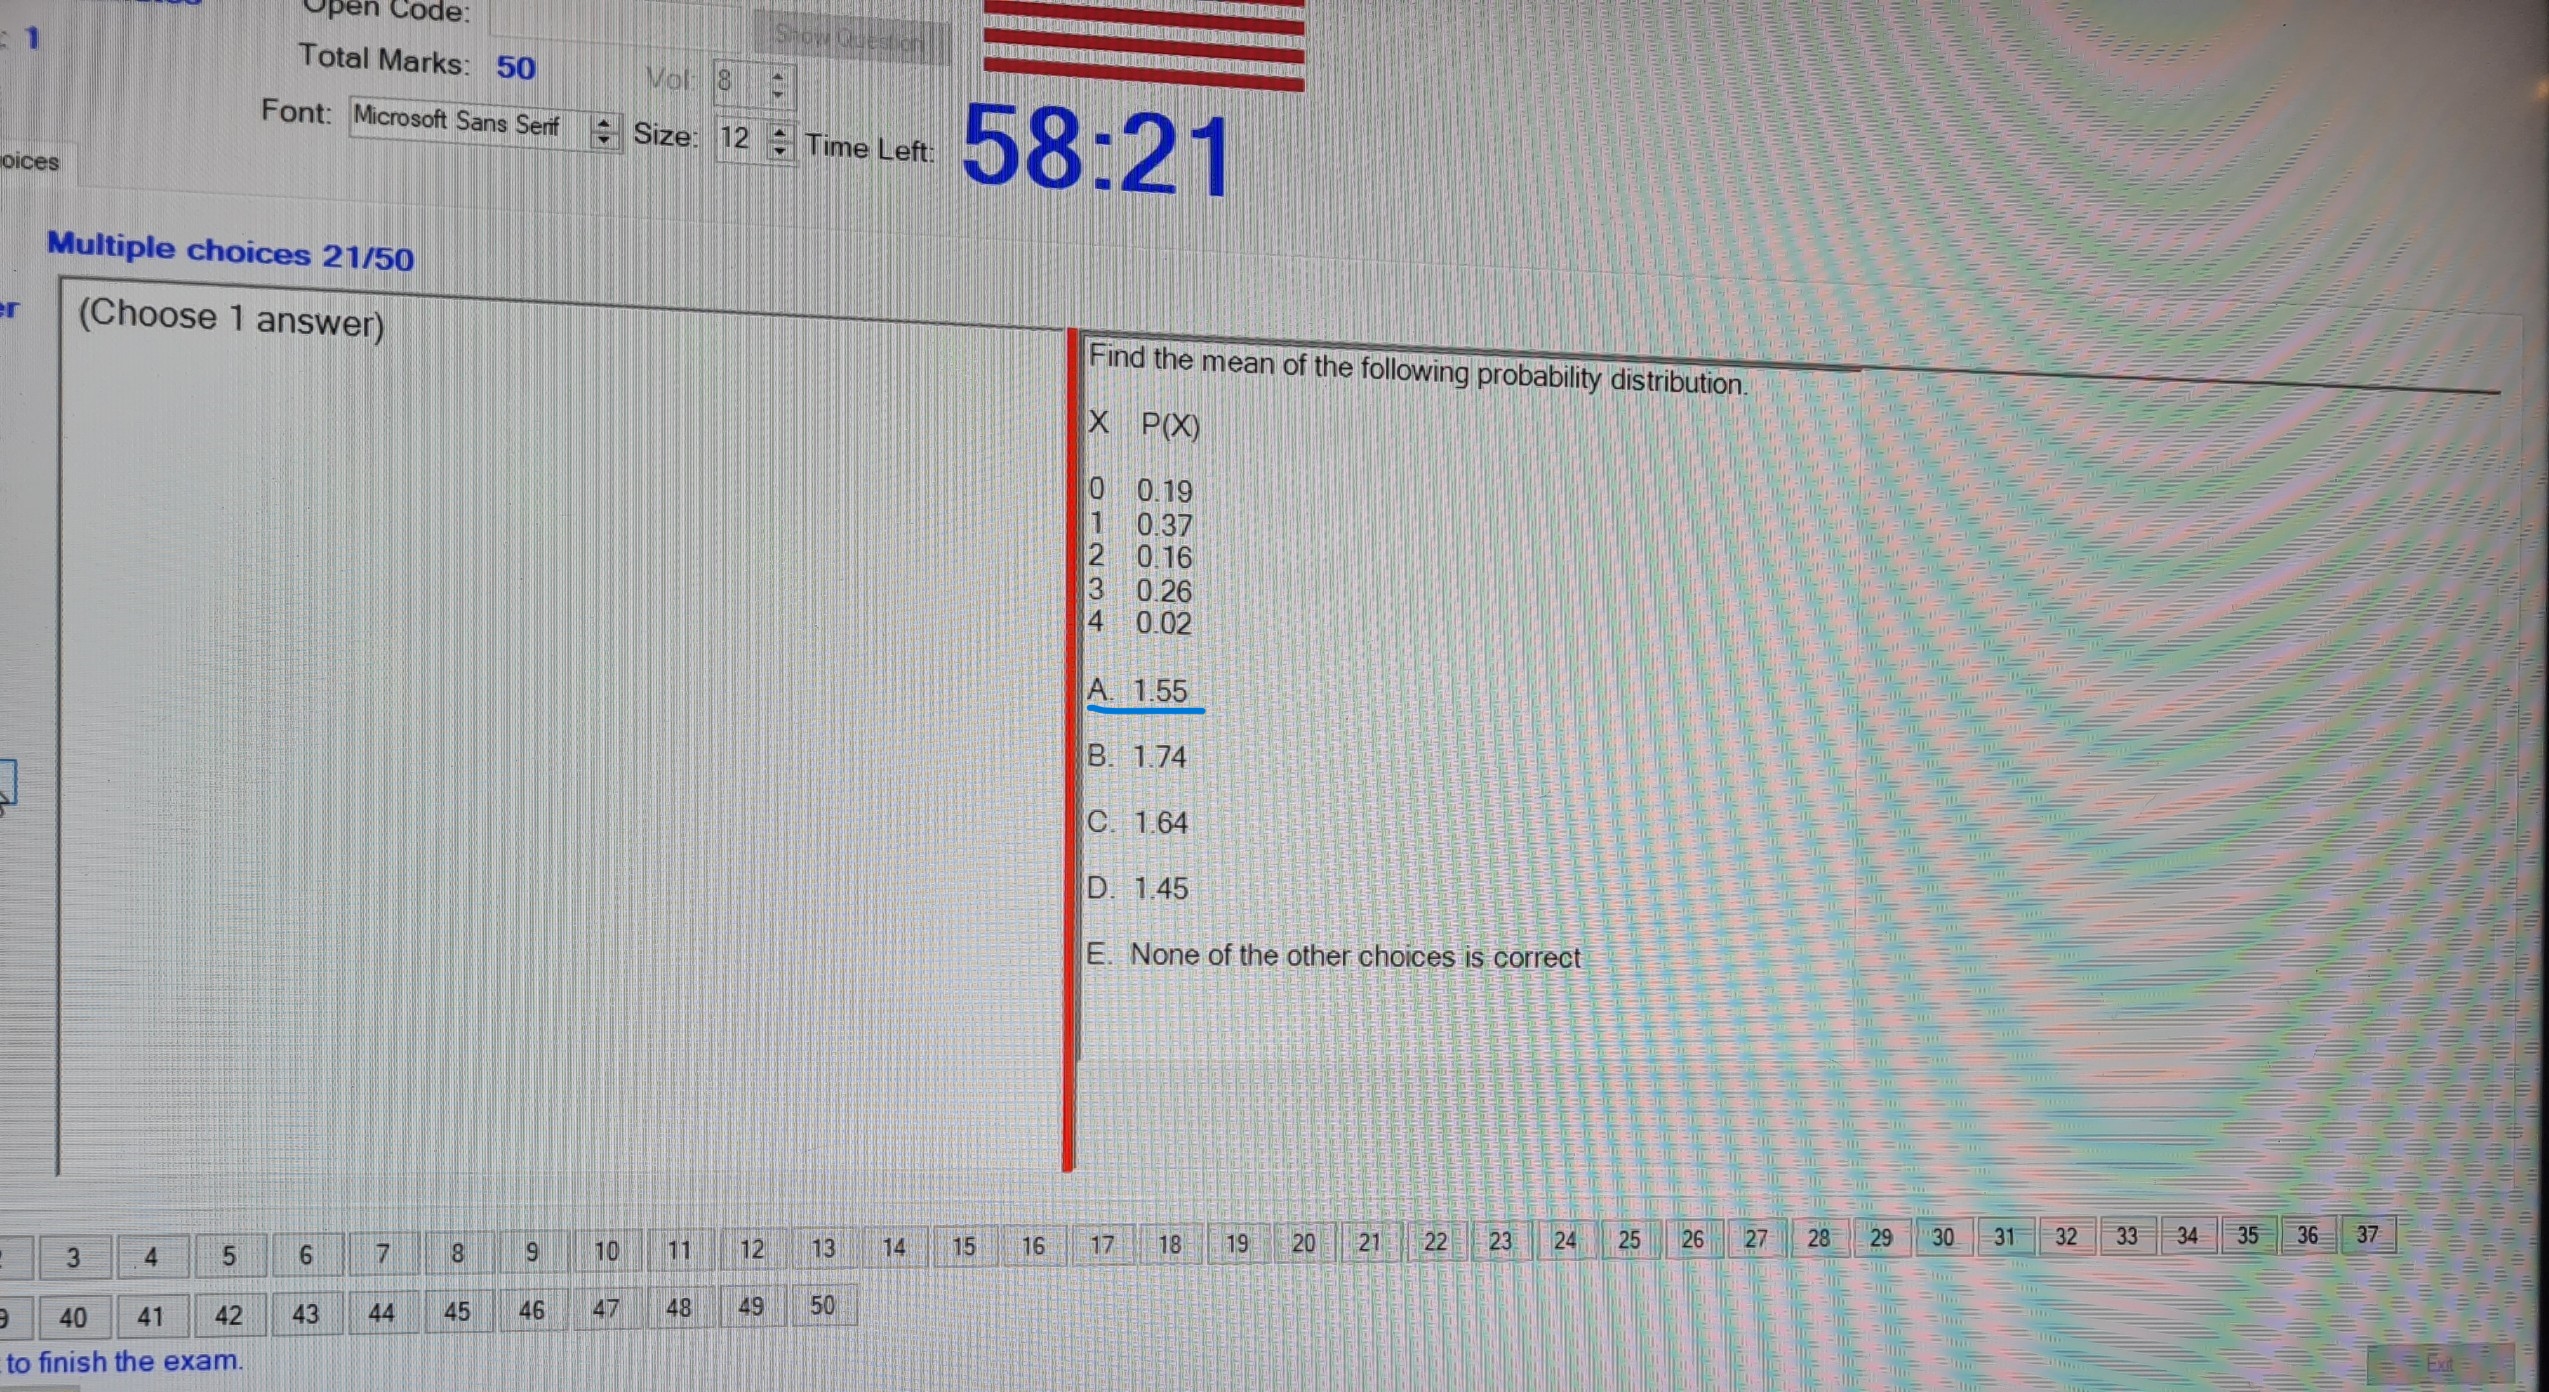 Open Code:
Show Question
: 1
Total Marks: 50
Vol: 8
Font: Microsoft Sans Serif
Size: 12
Time Left: 58:21
oices
Multiple choices 21/50
er
(Choose 1 answer)
Find the mean of the following probability distribution.
X P(X)
0 0.19
1 0.37
2 0.16
3 0.26
4 0.02
A. 1.55
B. 1.74
C. 1.64
D. 1.45
E. None of the other choices is correct
3 4 5 6 7 8 9 10 11 12 13 14 15 16 17 18 19 20 21 22 23 24 25 26 27 28 29 30 31 32 33 34 35 36 37
40 41 42 43 44 45 46 47 48 49 50
to finish the exam.
Exit